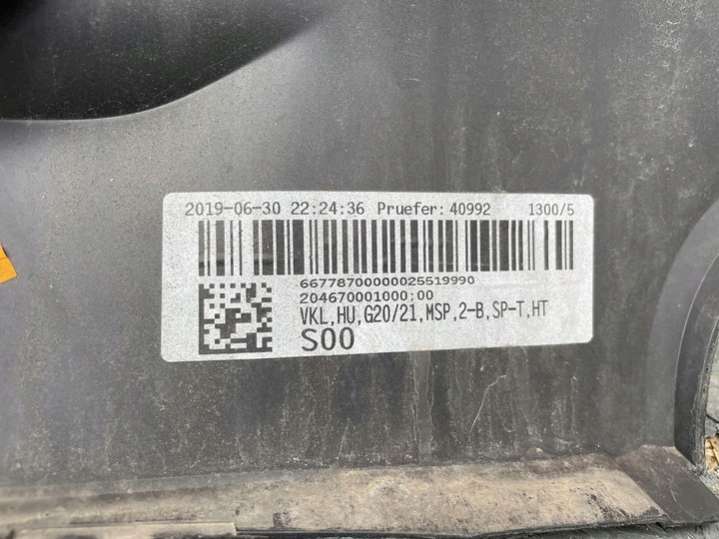 2019-06-30 22:24:36 Pruefer: 40992 1300/5
66778700000025519990
204670001000;00
VKL,HU,G20/21,MSP,2-B,SP-T,HT
S00